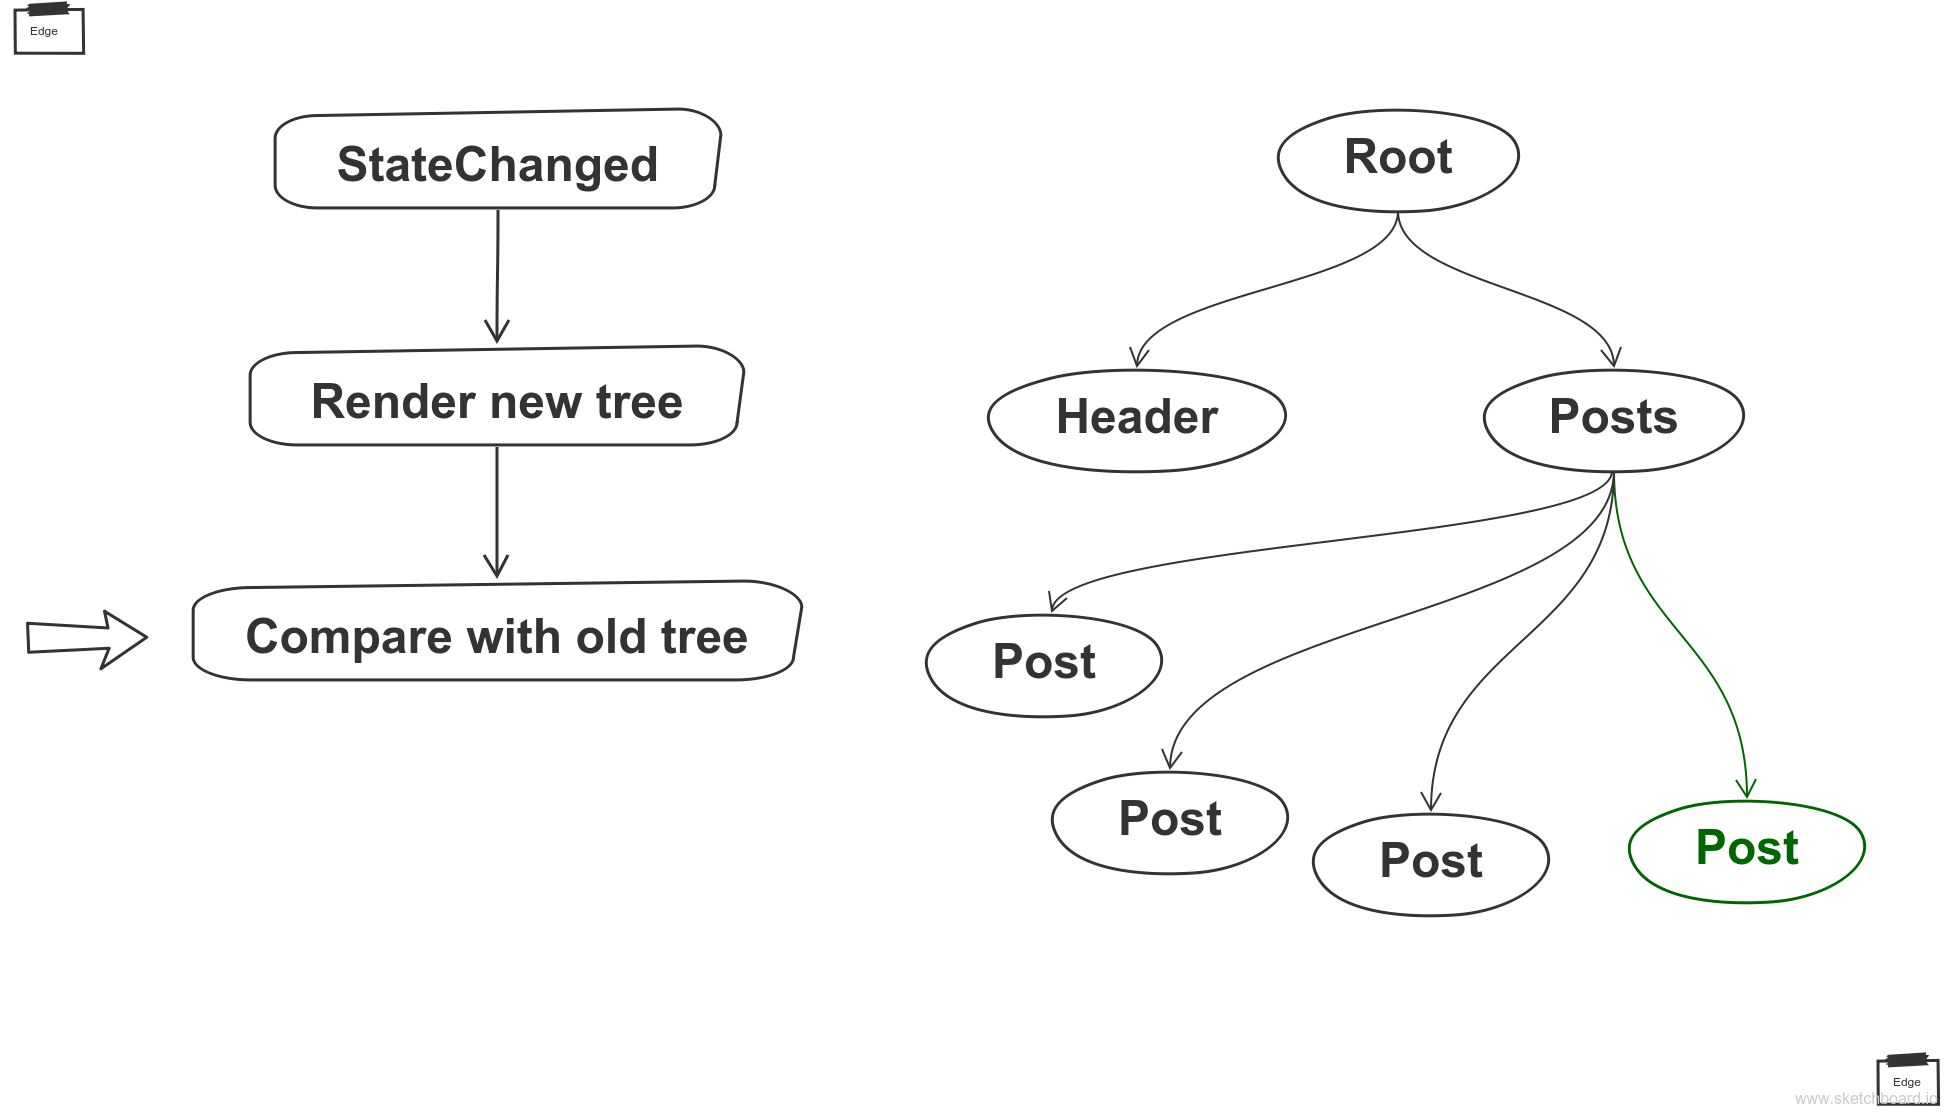 Edge
StateChanged
Render new tree
Compare with old tree
Root
Header
Posts
Post
Post
Post
Post
Edge
www.sketchboard.io